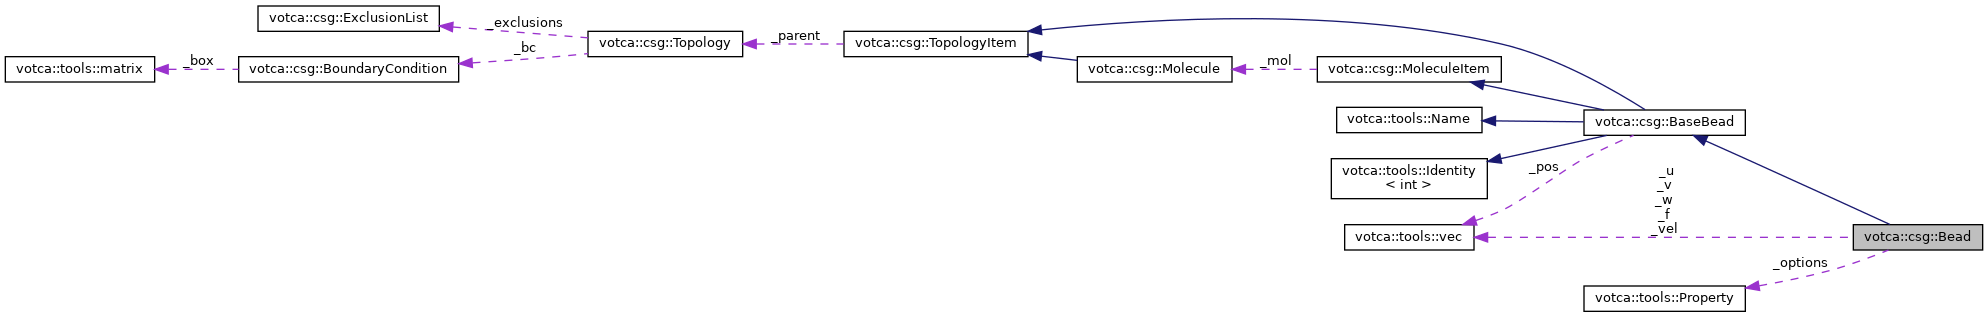 votca::csg::ExclusionList
_exclusions
votca::csg::Topology
_parent
votca::csg::TopologyItem
_bc
votca::tools::matrix
_box
votca::csg::BoundaryCondition
votca::csg::Molecule
_mol
votca::csg::MoleculeItem
votca::tools::Name
votca::csg::BaseBead
votca::tools::Identity
< int >
_pos
_u
_v
_w
_f
_vel
votca::tools::vec
votca::csg::Bead
_options
votca::tools::Property